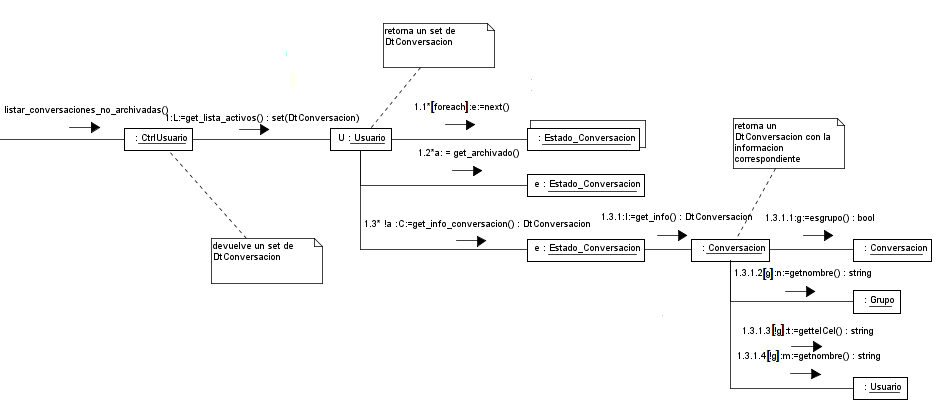 retorna un set de
DtConversacion
listar_conversaciones_no_archivadas()
1:L:=get_lista_activos() : set(DtConversacion)
1.1*[foreach]:e:=next()
: CtrlUsuario
U : Usuario
: Estado_Conversacion
retorna un
DtConversacion con la
informacion
correspondiente
1.2*a: = get_archivado()
e : Estado_Conversacion
1.3* !a :C:=get_info_conversacion() : DtConversacion
1.3.1:I:=get_info() : DtConversacion
1.3.1.1:g:=esgrupo() : bool
devuelve un set de
DtConversacion
e : Estado_Conversacion
: Conversacion
: Conversacion
1.3.1.2[g]:n:=getnombre() : string
: Grupo
1.3.1.3[!g]:t:=gettelCel() : string
1.3.1.4[!g]:m:=getnombre() : string
: Usuario